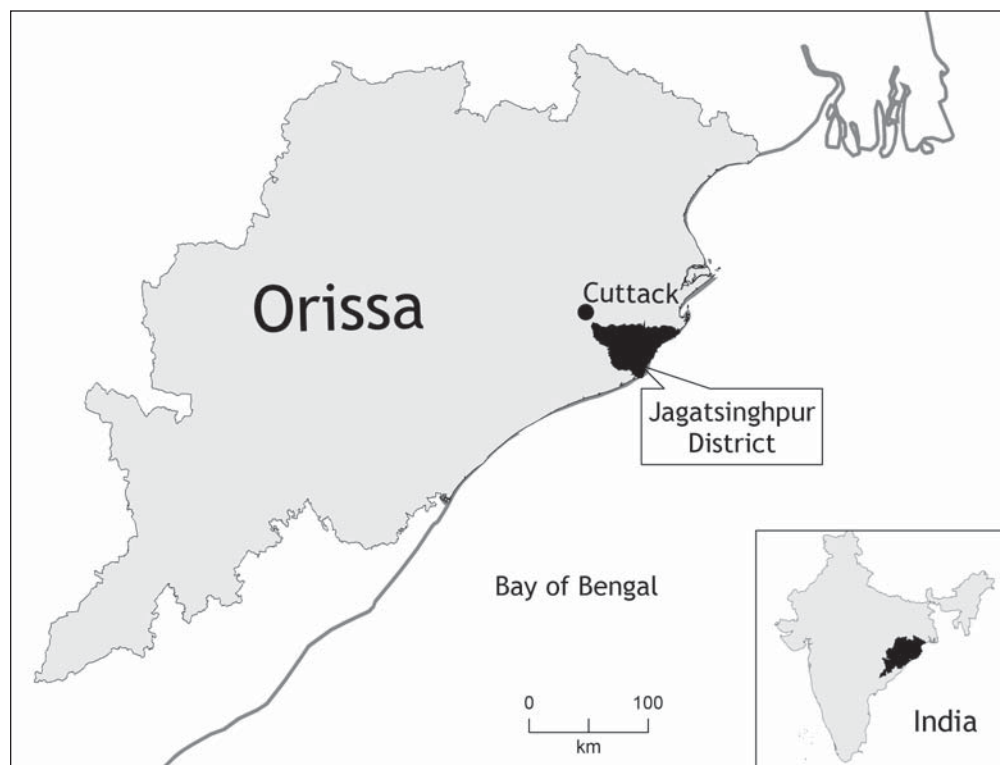 Orissa
Cuttack
Jagatsinghpur
District
Bay of Bengal
0 100
km
India